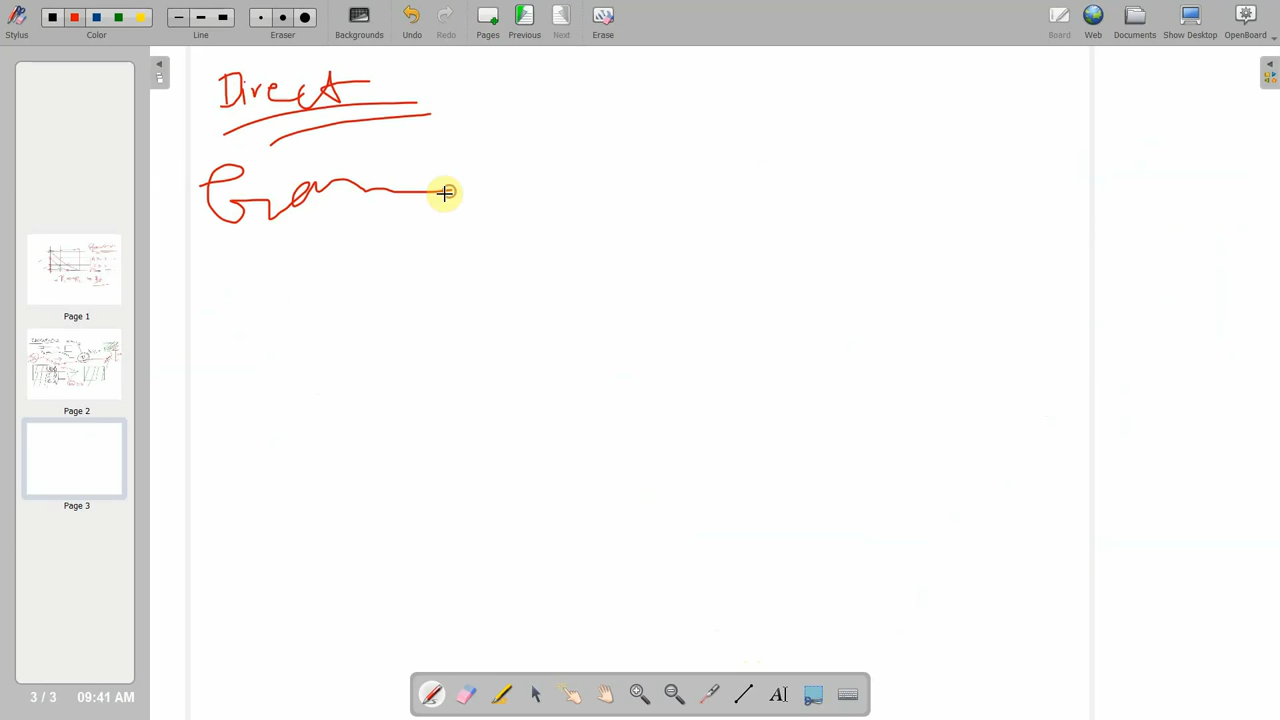 Stylus
Color
Line
Eraser
Backgrounds
Undo
Redo
Pages
Previous
Next
Erase
Board
Web
Documents
Show Desktop
OpenBoard
Direct
Page 1
Page 2
Page 3
3 / 3
09:41 AM